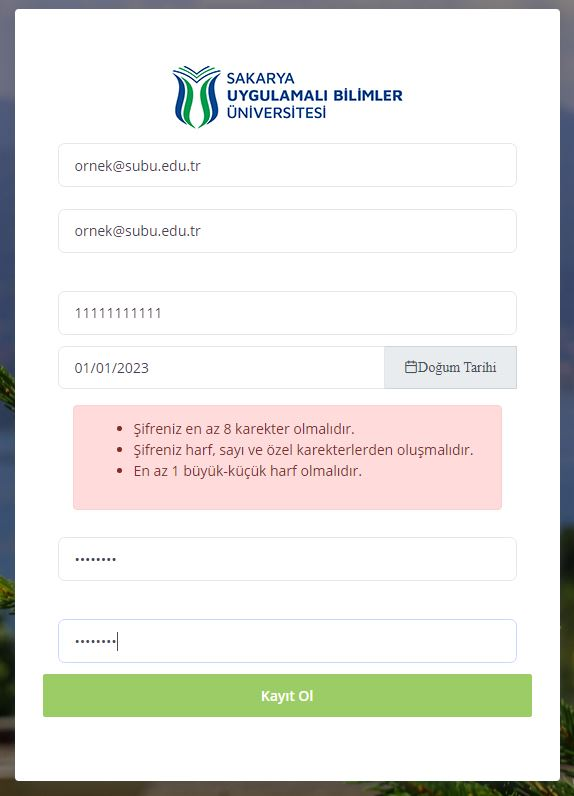 SAKARYA
UYGULAMALI BİLİMLER
ÜNİVERSİTESİ
ornek@subu.edu.tr
ornek@subu.edu.tr
11111111111
01/01/2023
Doğum Tarihi
• Şifreniz en az 8 karekter olmalıdır.
• Şifreniz harf, sayı ve özel karekterlerden oluşmalıdır.
• En az 1 büyük-küçük harf olmalıdır.
••••••••
••••••••
Kayıt Ol